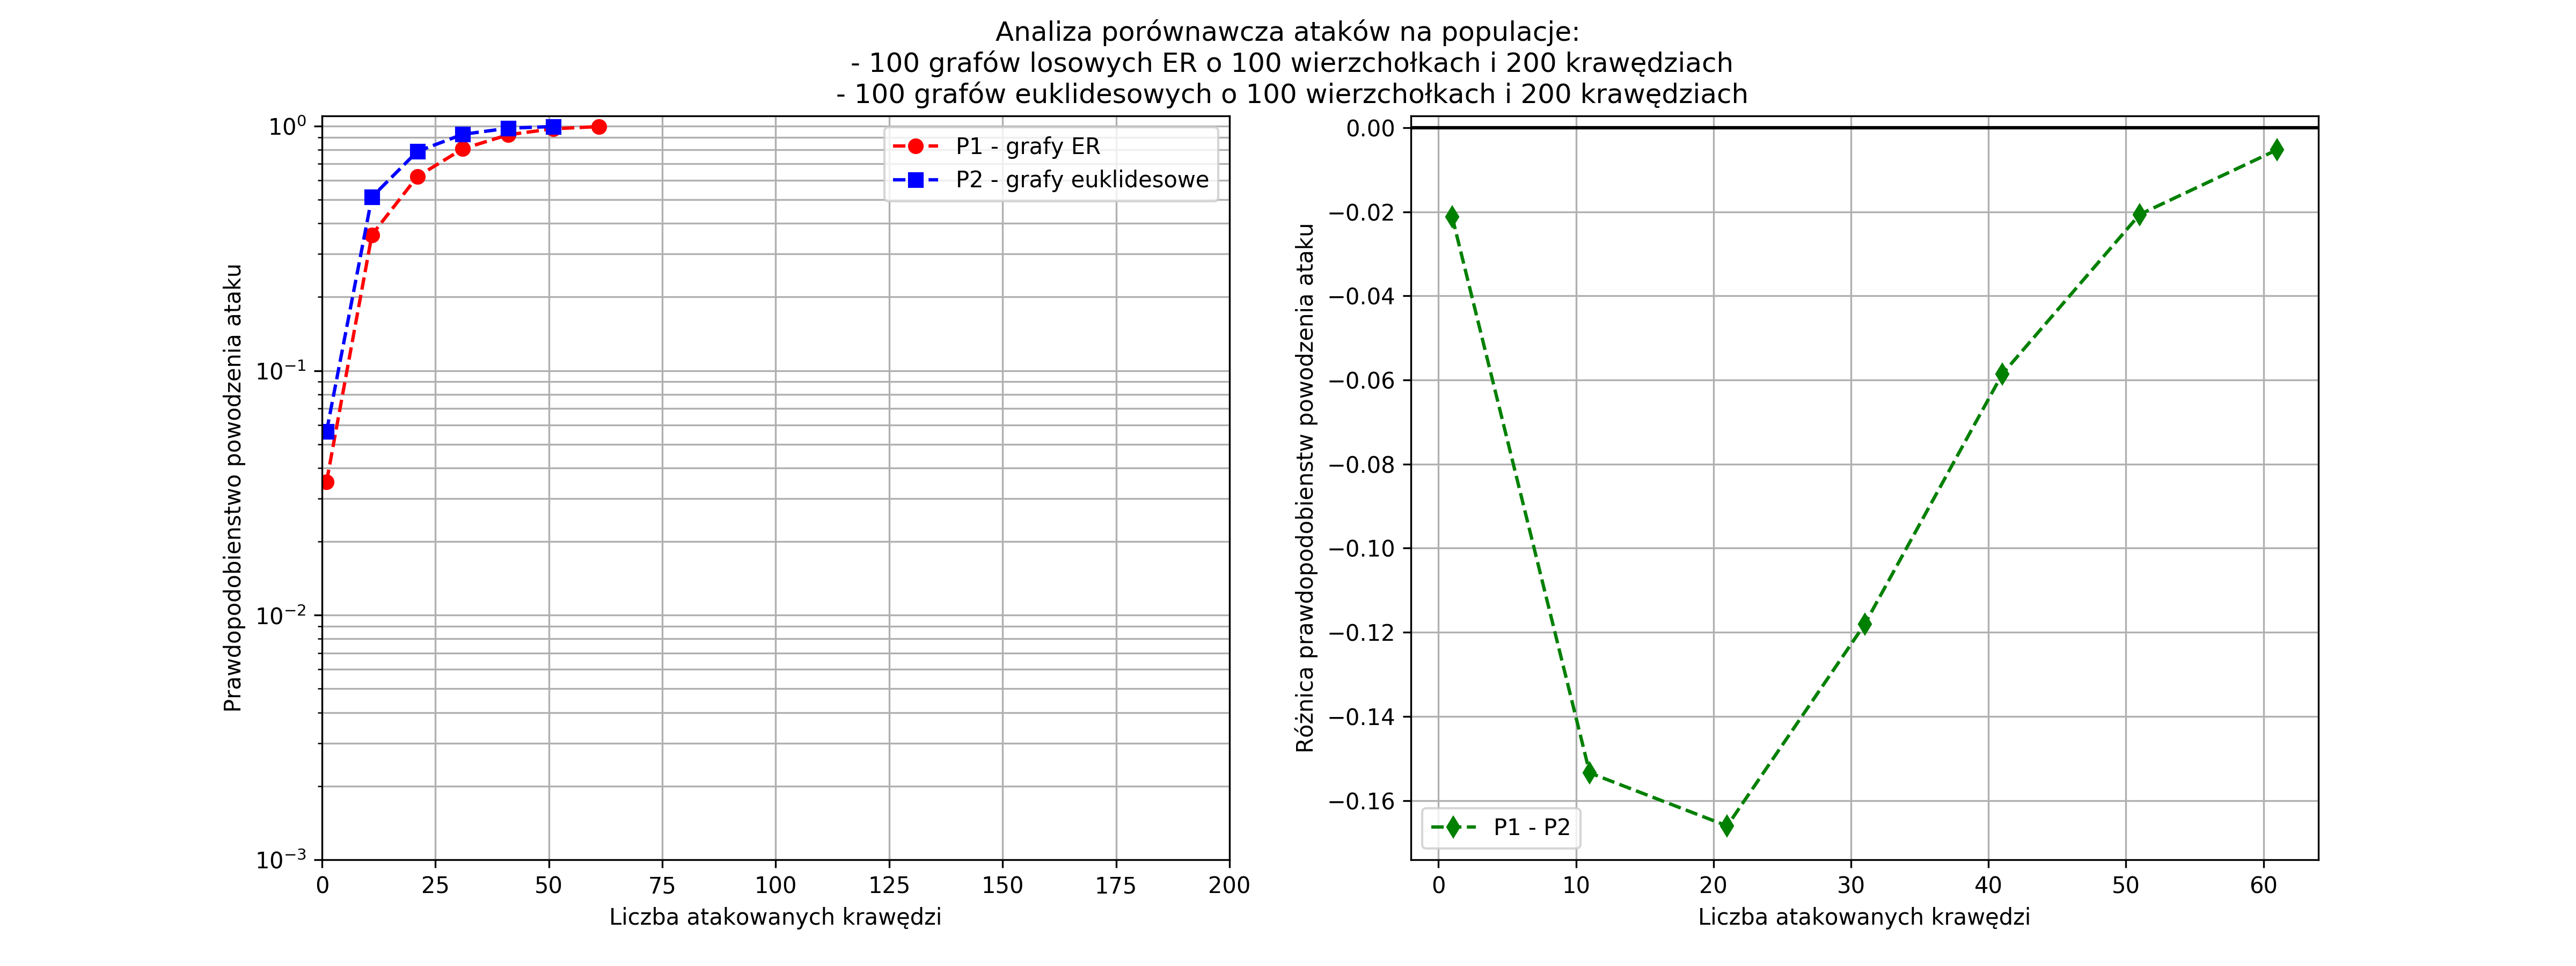 Analiza porównawcza ataków na populacje:
- 100 grafów losowych ER o 100 wierzchołkach i 200 krawędziach
- 100 grafów euklidesowych o 100 wierzchołkach i 200 krawędziach
Prawdopodobienstwo powodzenia ataku
10⁰
10⁻¹
10⁻²
10⁻³
P1 - grafy ER
P2 - grafy euklidesowe
0 25 50 75 100 125 150 175 200
Liczba atakowanych krawędzi
Różnica prawdopodobienstw powodzenia ataku
0.00
−0.02
−0.04
−0.06
−0.08
−0.10
−0.12
−0.14
−0.16
P1 - P2
0 10 20 30 40 50 60
Liczba atakowanych krawędzi